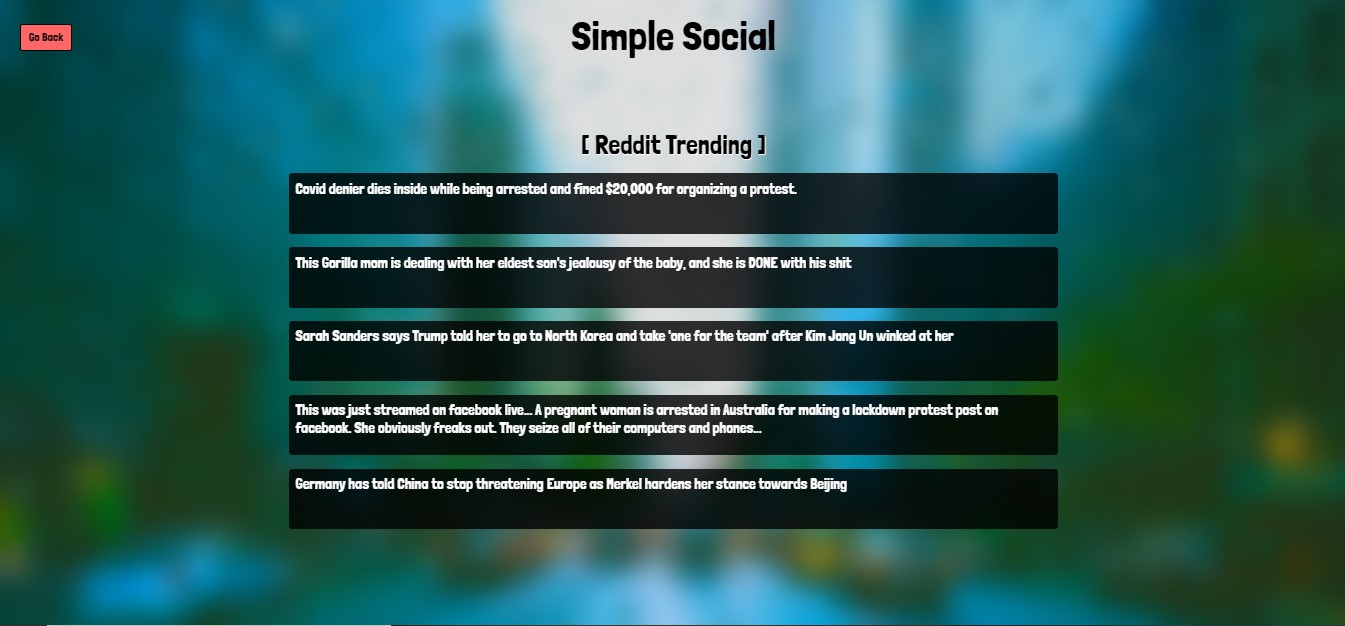 Go Back
Simple Social
[ Reddit Trending ]
Covid denier dies inside while being arrested and fined $20,000 for organizing a protest.
This Gorilla mom is dealing with her eldest son's jealousy of the baby, and she is DONE with his shit
Sarah Sanders says Trump told her to go to North Korea and take 'one for the team' after Kim Jong Un winked at her
This was just streamed on facebook live... A pregnant woman is arrested in Australia for making a lockdown protest post on
facebook. She obviously freaks out. They seize all of their computers and phones...
Germany has told China to stop threatening Europe as Merkel hardens her stance towards Beijing